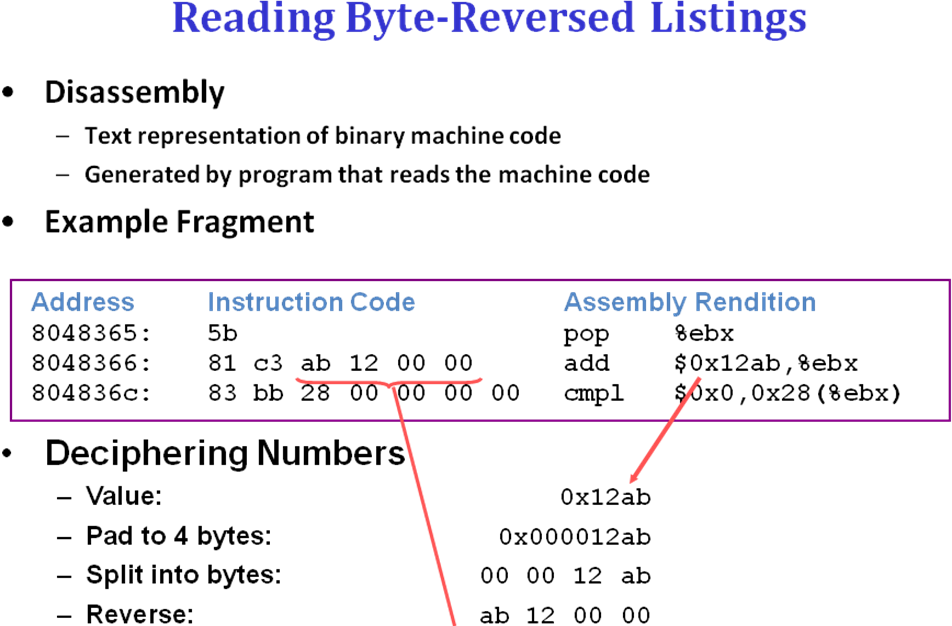 Reading Byte-Reversed Listings
• Disassembly
– Text representation of binary machine code
– Generated by program that reads the machine code
• Example Fragment
Address Instruction Code Assembly Rendition
8048365: 5b pop %ebx
8048366: 81 c3 ab 12 00 00 add $0x12ab,%ebx
804836c: 83 bb 28 00 00 00 00 cmpl $0x0,0x28(%ebx)
• Deciphering Numbers
– Value: 0x12ab
– Pad to 4 bytes: 0x000012ab
– Split into bytes: 00 00 12 ab
– Reverse: ab 12 00 00